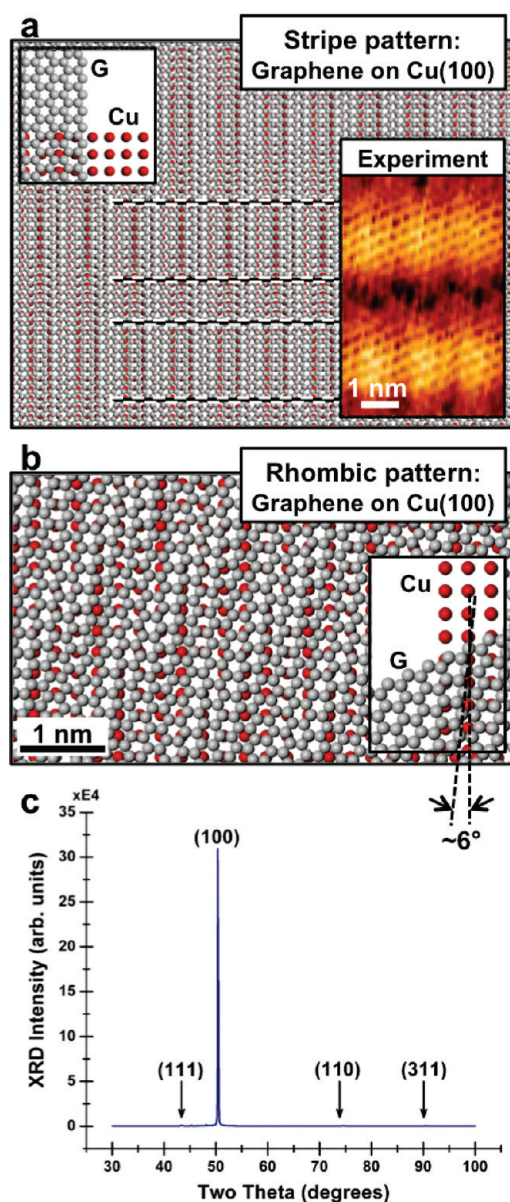 a
Stripe pattern:
Graphene on Cu(100)
G
Cu
Experiment
1 nm
b
Rhombic pattern:
Graphene on Cu(100)
Cu
G
1 nm
~6°
c
xE4
35
30
25
20
15
10
5
0
XRD Intensity (arb. units)
(100)
(111)
(110)
(311)
30 40 50 60 70 80 90 100
Two Theta (degrees)